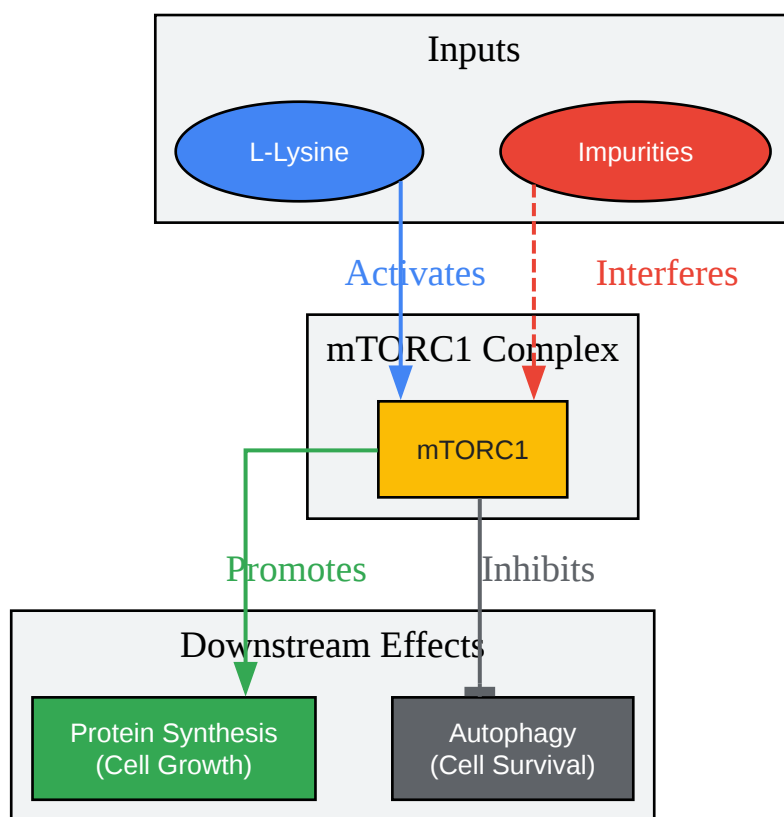 Inputs
L-Lysine
Impurities
Activates
Interferes
mTORC1 Complex
mTORC1
Promotes
Inhibits
Downstream Effects
Protein Synthesis
(Cell Growth)
Autophagy
(Cell Survival)